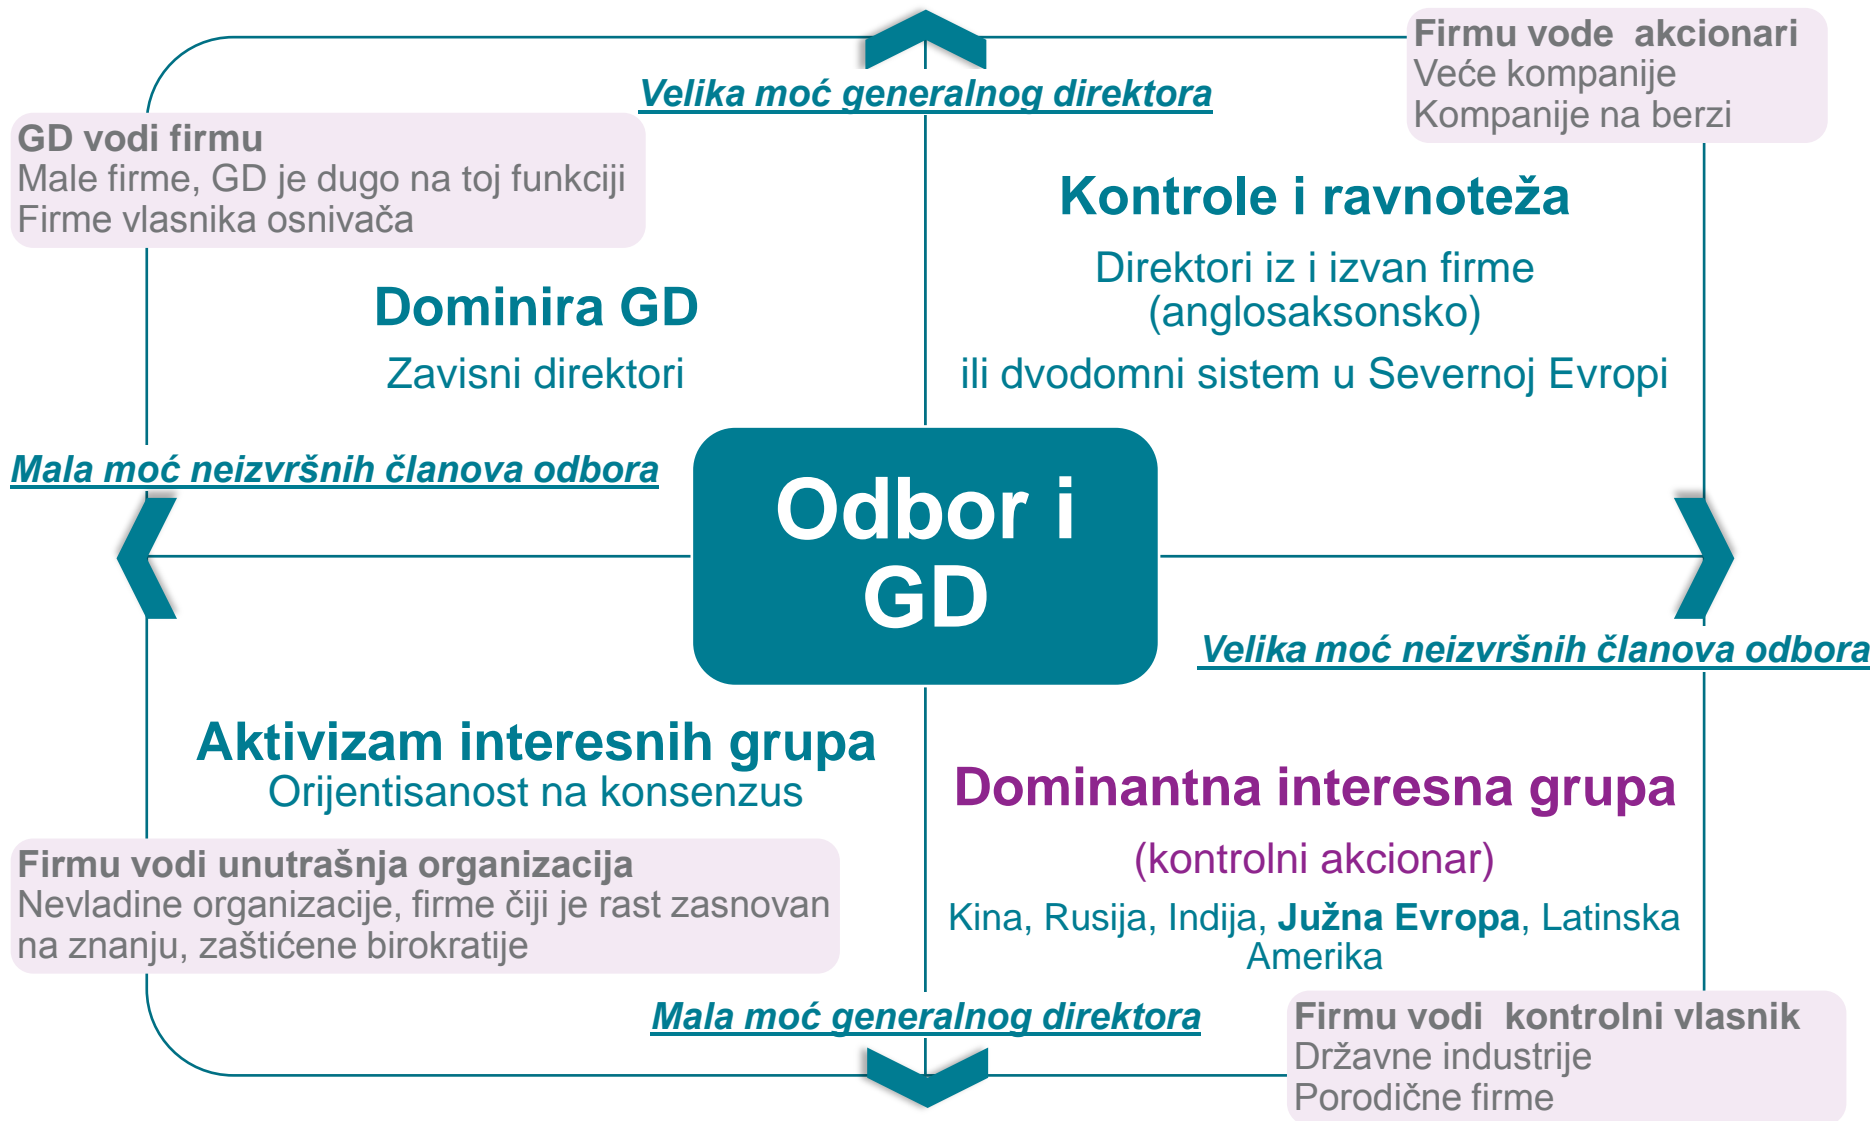 Velika moć generalnog direktora
Firmu vode akcionari
Veće kompanije
Kompanije na berzi
GD vodi firmu
Male firme, GD je dugo na toj funkciji
Firme vlasnika osnivača
Kontrole i ravnoteža
Direktori iz i izvan firme
(anglosaksonsko)
ili dvodomni sistem u Severnoj Evropi
Dominira GD
Zavisni direktori
Mala moć neizvršnih članova odbora
Odbor i
GD
Velika moć neizvršnih članova odbora
Aktivizam interesnih grupa
Orijentisanost na konsenzus
Firmu vodi unutrašnja organizacija
Nevladine organizacije, firme čiji je rast zasnovan
na znanju, zaštićene birokratije
Dominantna interesna grupa
(kontrolni akcionar)
Kina, Rusija, Indija, Južna Evropa, Latinska
Amerika
Mala moć generalnog direktora
Firmu vodi kontrolni vlasnik
Državne industrije
Porodične firme